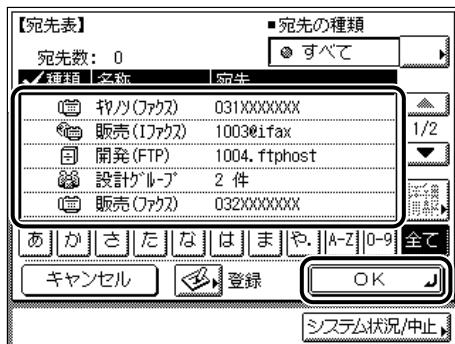 【宛先表】 ■宛先の種類
宛先数: 0 すべて
種類 名称 宛先
ｷﾔﾉﾝ(ﾌｧｸｽ) 031XXXXXXX
販売(Iﾌｧｸｽ) 1003@ifax
開発(FTP) 1004.ftphost
設計ｸﾞﾙｰﾌﾟ 2 件
販売(ﾌｧｸｽ) 032XXXXXXX
1/2
あ か さ た な は ま や. A-Z 0-9 全て
キャンセル 登録 OK
システム状況/中止